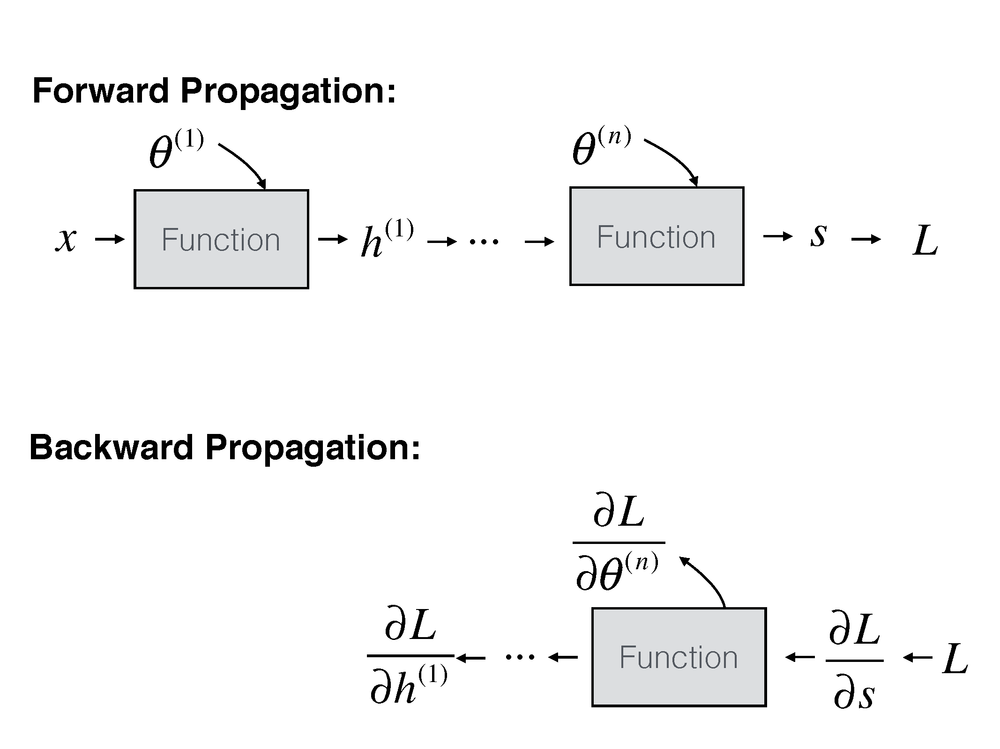 Forward Propagation:
θ⁽¹⁾ θ⁽ⁿ⁾
x → Function → h⁽¹⁾ → ⋯ → Function → s → L
Backward Propagation:
∂L
∂θ⁽ⁿ⁾
∂L ∂L
← ⋯ ← Function ← ← L
∂h⁽¹⁾ ∂s